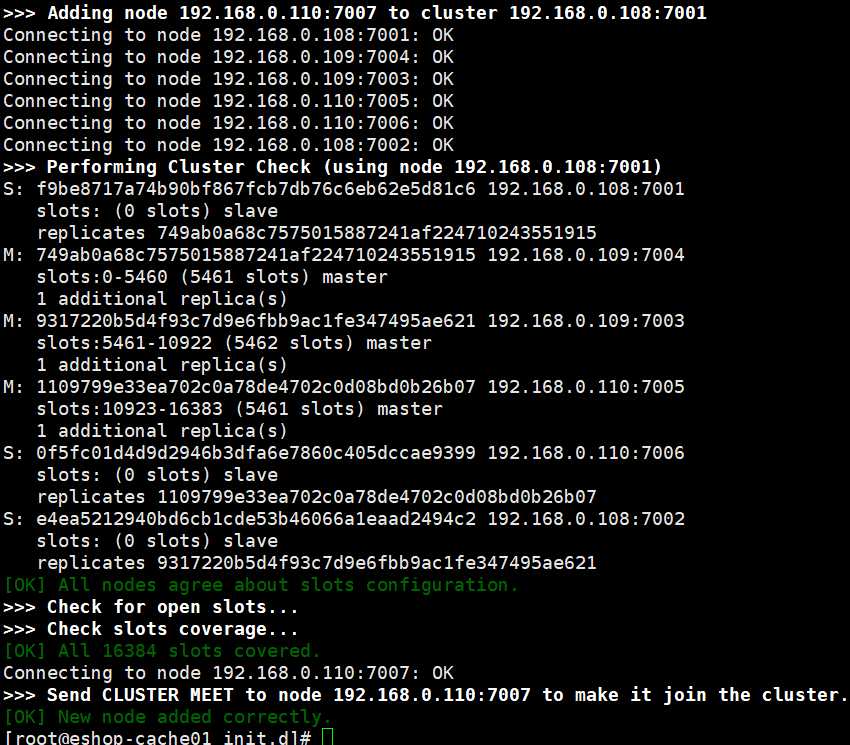 >>> Adding node 192.168.0.110:7007 to cluster 192.168.0.108:7001
Connecting to node 192.168.0.108:7001: OK
Connecting to node 192.168.0.109:7004: OK
Connecting to node 192.168.0.109:7003: OK
Connecting to node 192.168.0.110:7005: OK
Connecting to node 192.168.0.110:7006: OK
Connecting to node 192.168.0.108:7002: OK
>>> Performing Cluster Check (using node 192.168.0.108:7001)
S: f9be8717a74b90bf867fcb7db76c6eb62e5d81c6 192.168.0.108:7001
   slots: (0 slots) slave
   replicates 749ab0a68c7575015887241af224710243551915
M: 749ab0a68c7575015887241af224710243551915 192.168.0.109:7004
   slots:0-5460 (5461 slots) master
   1 additional replica(s)
M: 9317220b5d4f93c7d9e6fbb9ac1fe347495ae621 192.168.0.109:7003
   slots:5461-10922 (5462 slots) master
   1 additional replica(s)
M: 1109799e33ea702c0a78de4702c0d08bd0b26b07 192.168.0.110:7005
   slots:10923-16383 (5461 slots) master
   1 additional replica(s)
S: 0f5fc01d4d9d2946b3dfa6e7860c405dccae9399 192.168.0.110:7006
   slots: (0 slots) slave
   replicates 1109799e33ea702c0a78de4702c0d08bd0b26b07
S: e4ea5212940bd6cb1cde53b46066a1eaad2494c2 192.168.0.108:7002
   slots: (0 slots) slave
   replicates 9317220b5d4f93c7d9e6fbb9ac1fe347495ae621
[OK] All nodes agree about slots configuration.
>>> Check for open slots...
>>> Check slots coverage...
[OK] All 16384 slots covered.
Connecting to node 192.168.0.110:7007: OK
>>> Send CLUSTER MEET to node 192.168.0.110:7007 to make it join the cluster.
[OK] New node added correctly.
[root@eshop-cache01 init.d]#